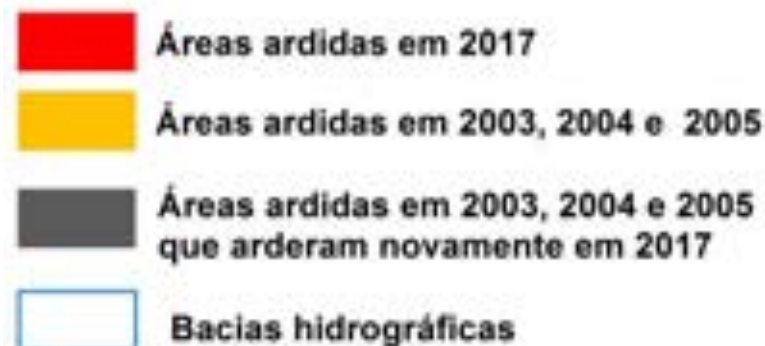 Áreas ardidas em 2017
Áreas ardidas em 2003, 2004 e 2005
Áreas ardidas em 2003, 2004 e 2005
que arderam novamente em 2017
Bacias hidrográficas